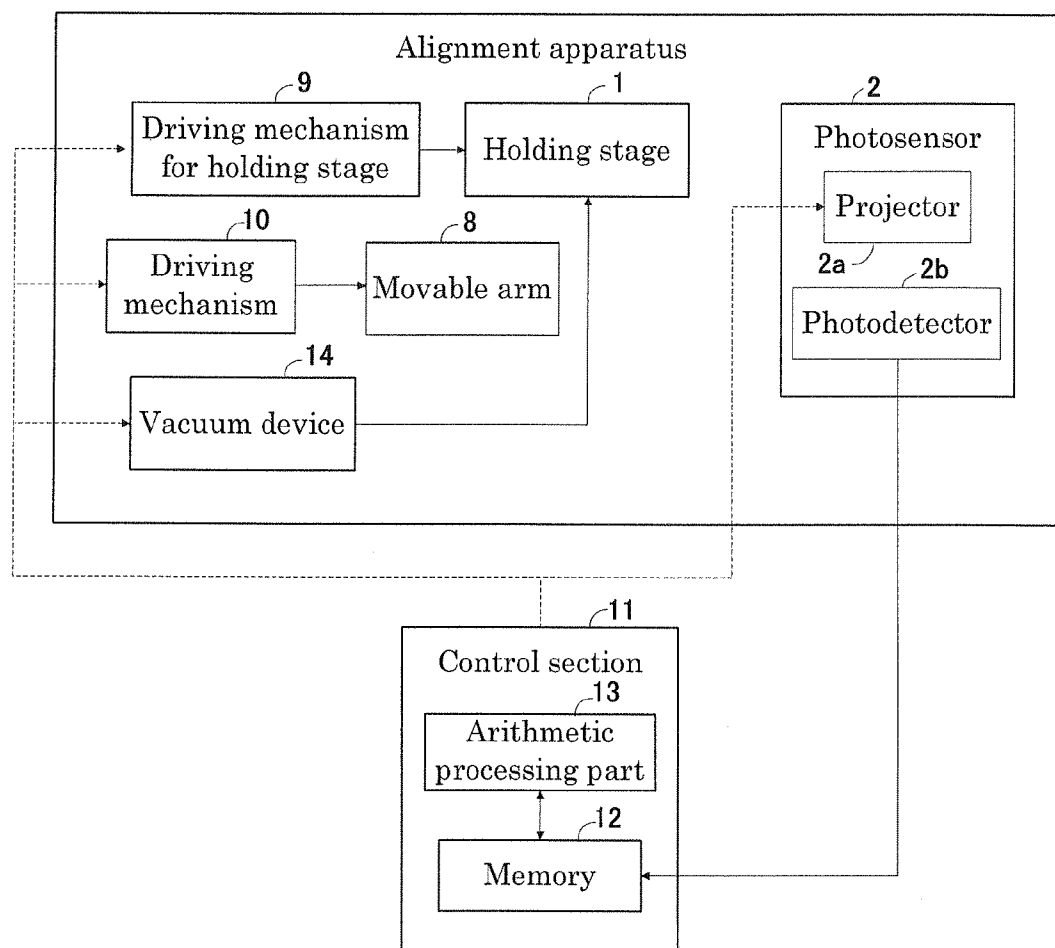 Alignment apparatus
9
Driving mechanism
for holding stage
1
Holding stage
2
Photosensor
Projector
2a
2b
Photodetector
10
Driving
mechanism
8
Movable arm
14
Vacuum device
11
Control section
13
Arithmetic
processing part
12
Memory